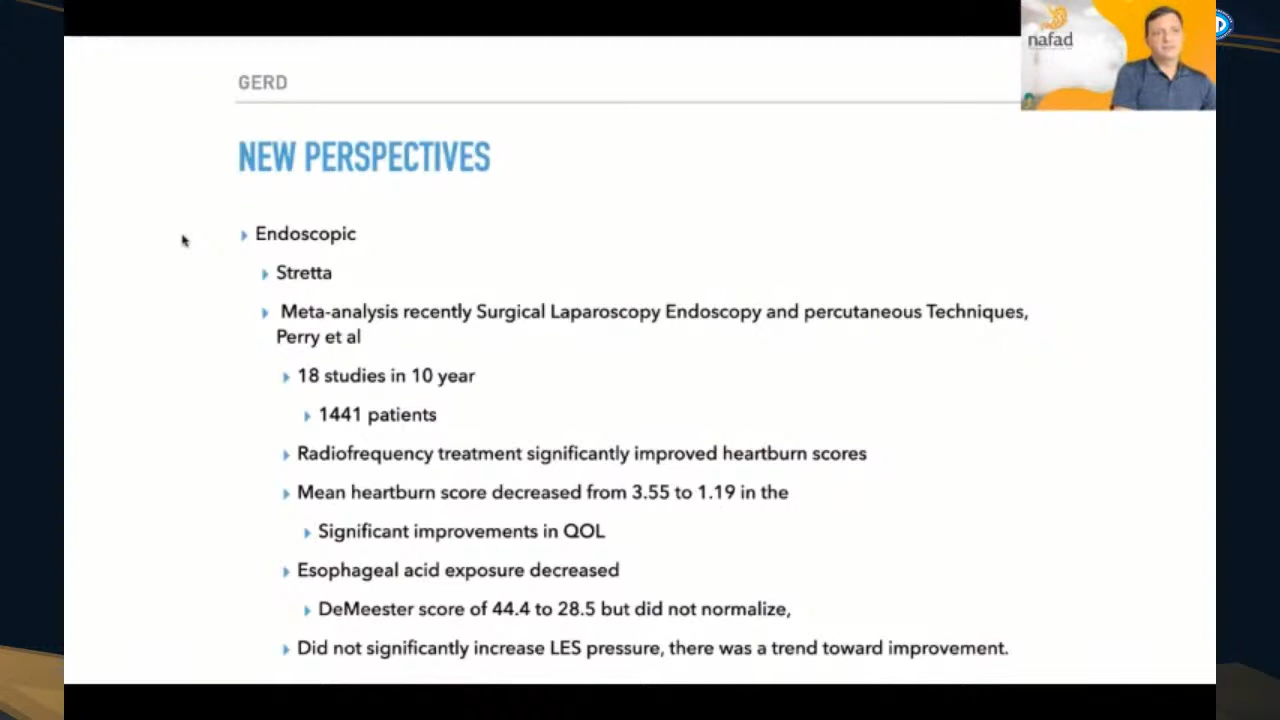 nafad
GERD
NEW PERSPECTIVES
Endoscopic
Stretta
Meta-analysis recently Surgical Laparoscopy Endoscopy and percutaneous Techniques,
Perry et al
18 studies in 10 year
1441 patients
Radiofrequency treatment significantly improved heartburn scores
Mean heartburn score decreased from 3.55 to 1.19 in the
Significant improvements in QOL
Esophageal acid exposure decreased
DeMeester score of 44.4 to 28.5 but did not normalize,
Did not significantly increase LES pressure, there was a trend toward improvement.